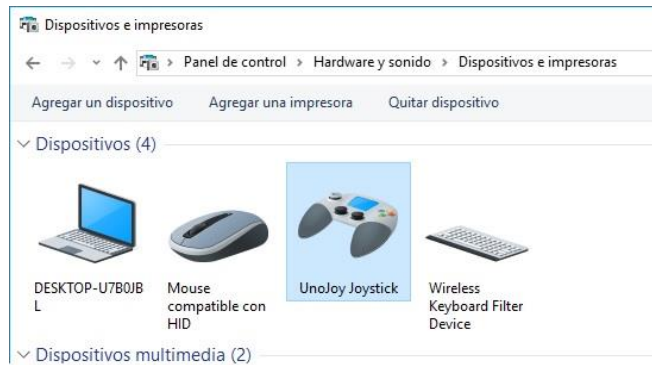 Dispositivos e impresoras
Panel de control > Hardware y sonido > Dispositivos e impresoras
Agregar un dispositivo Agregar una impresora Quitar dispositivo
Dispositivos (4)
DESKTOP-U7B0JB
L
Mouse
compatible con
HID
UnoJoy Joystick
Wireless
Keyboard Filter
Device
Dispositivos multimedia (2)